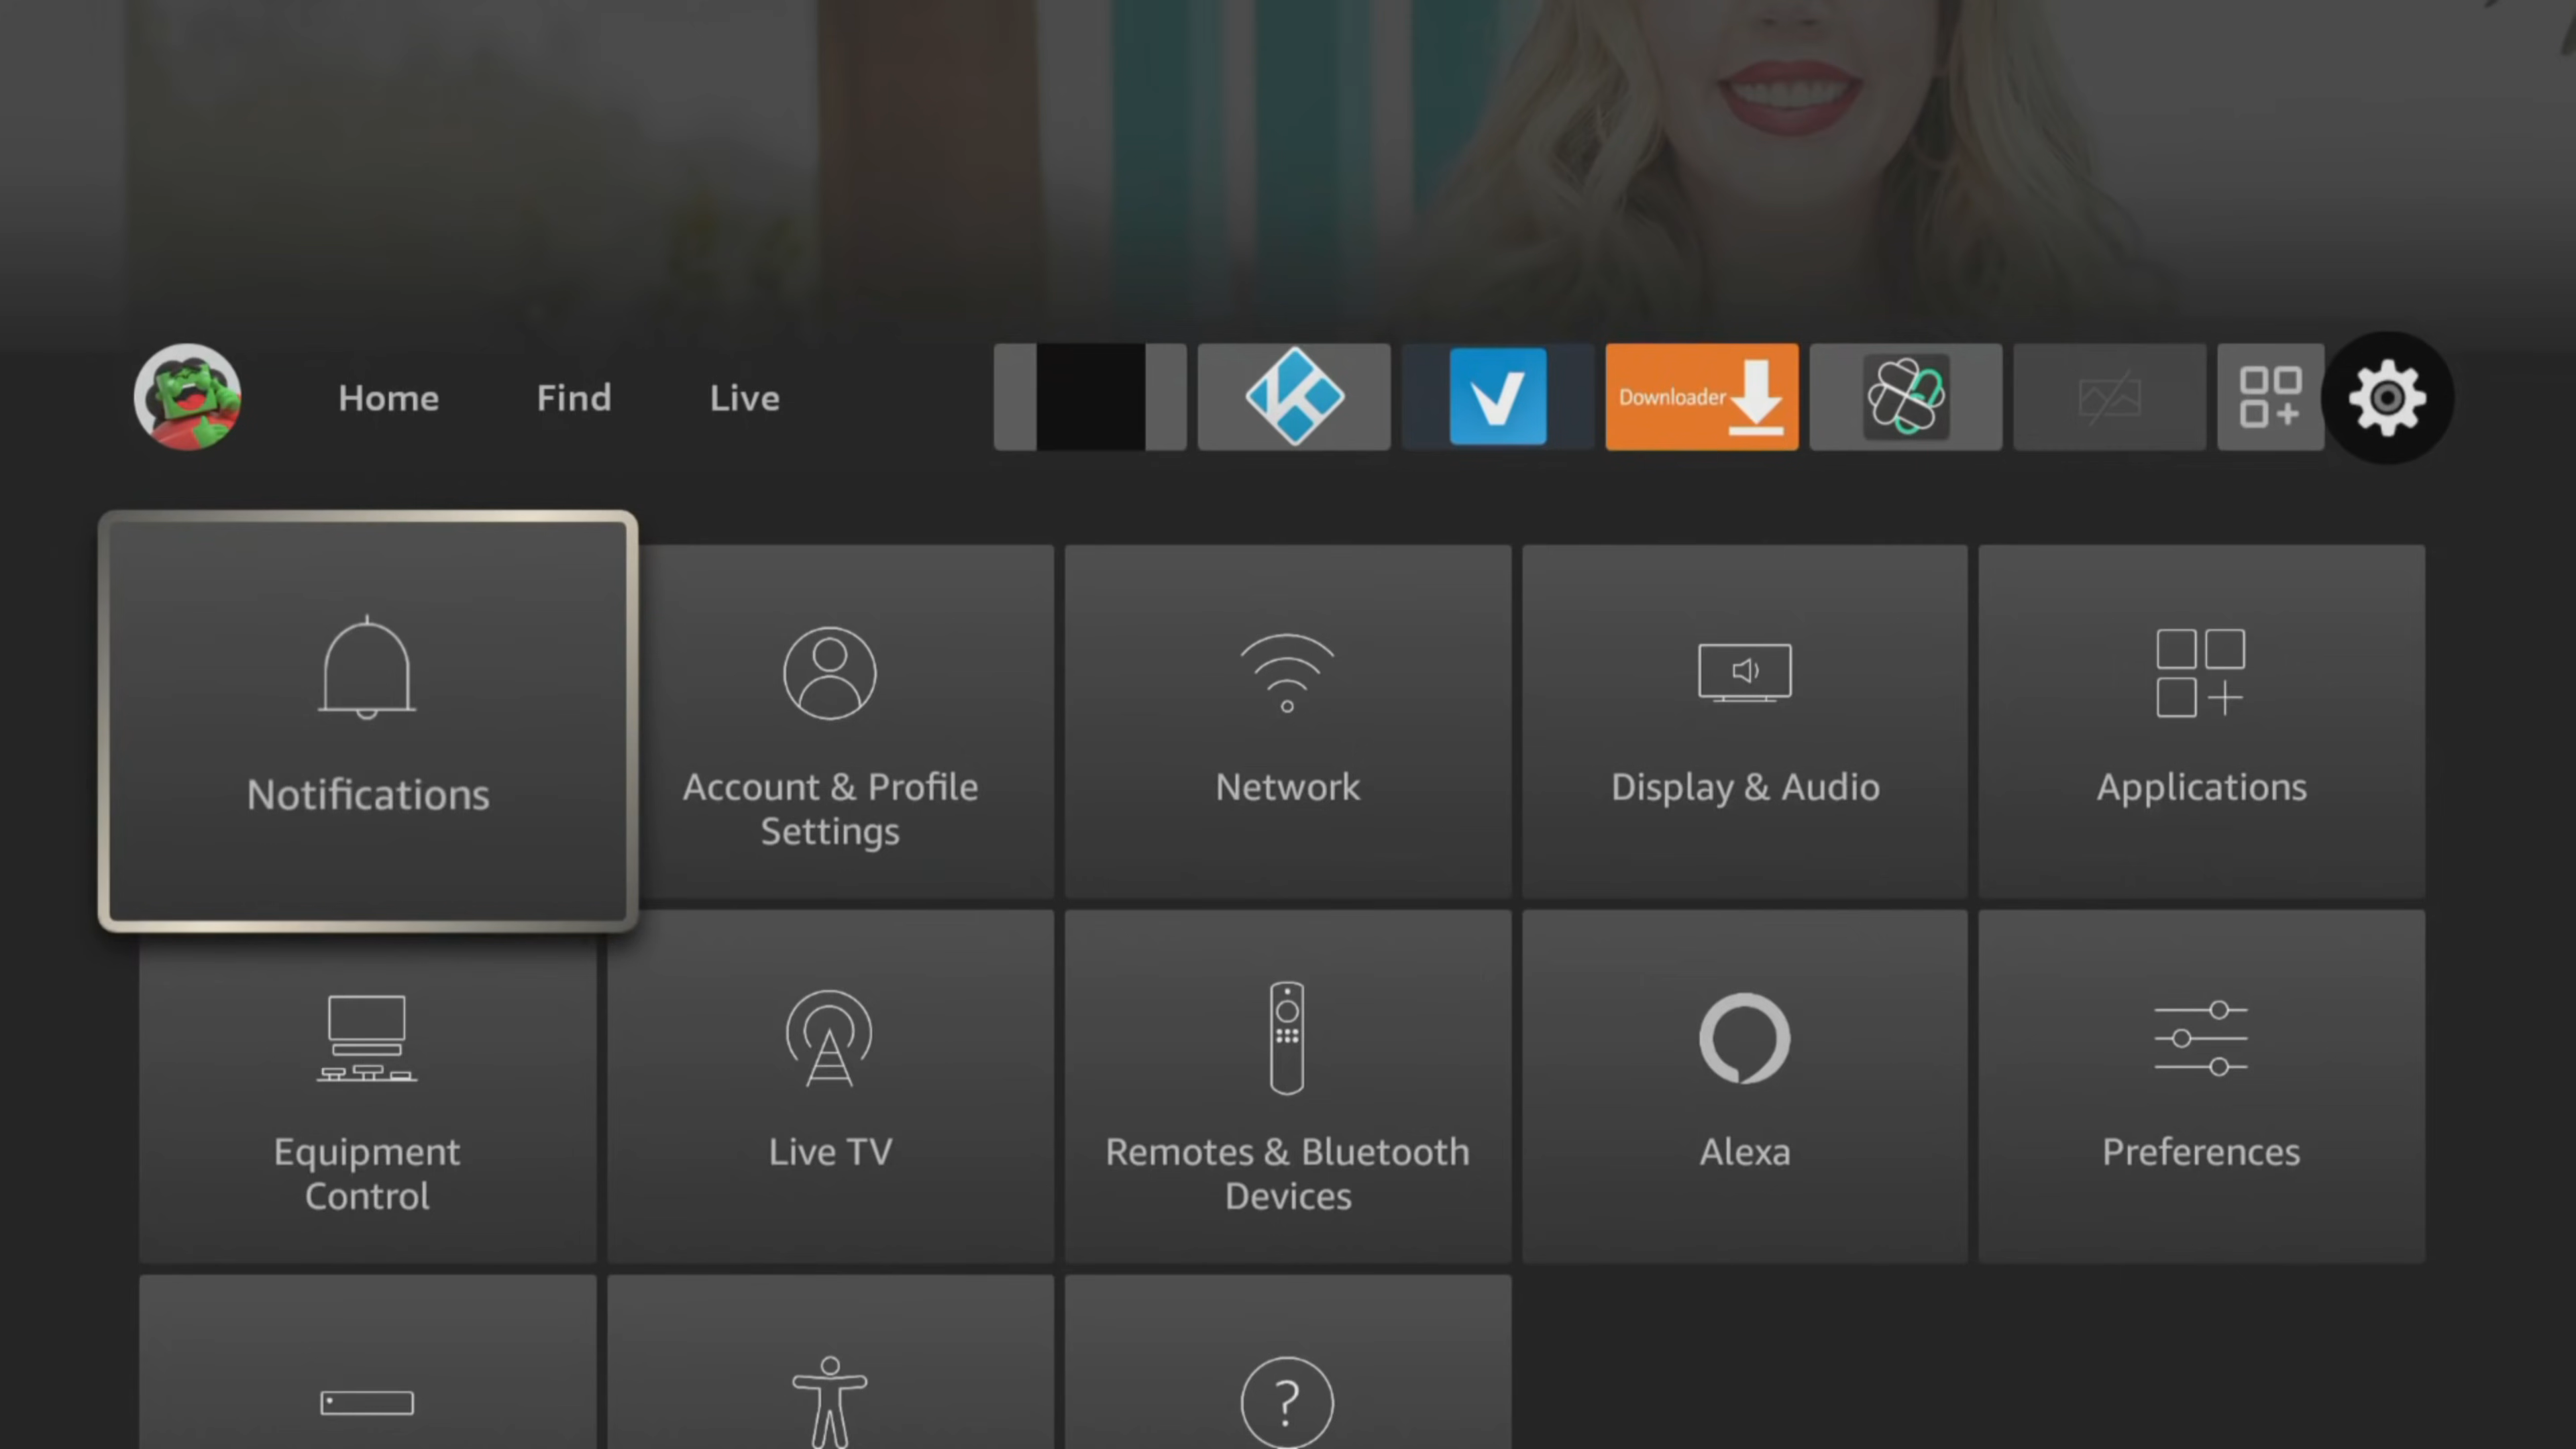 Home
Find
Live
Downloader
Notifications
Account & Profile
Settings
Network
Display & Audio
Applications
Equipment
Control
Live TV
Remotes & Bluetooth
Devices
Alexa
Preferences
?